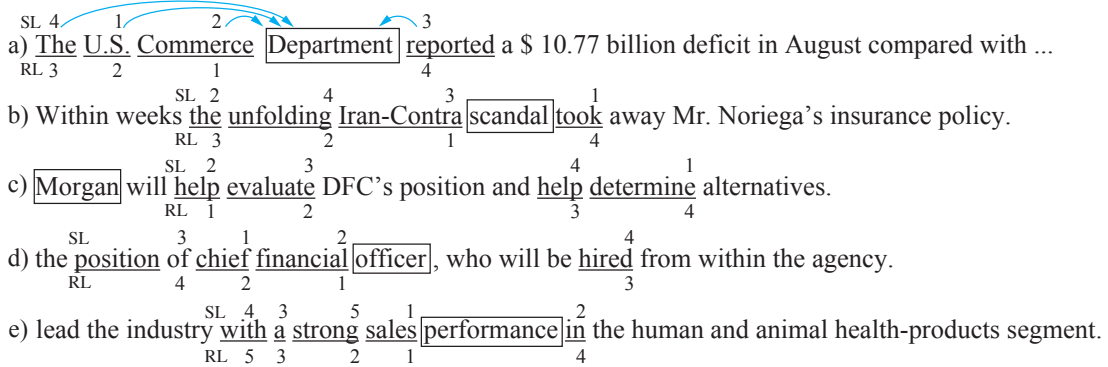 SL 4 1 2 3
a) The U.S. Commerce Department reported a $ 10.77 billion deficit in August compared with ...
RL 3 2 1 4
SL 2 4 3 1
b) Within weeks the unfolding Iran-Contra scandal took away Mr. Noriega's insurance policy.
RL 3 2 1 4
SL 2 3 4 1
c) Morgan will help evaluate DFC's position and help determine alternatives.
RL 1 2 3 4
SL 3 1 2 4
d) the position of chief financial officer, who will be hired from within the agency.
RL 4 2 1 3
SL 4 3 5 1 2
e) lead the industry with a strong sales performance in the human and animal health-products segment.
RL 5 3 2 1 4